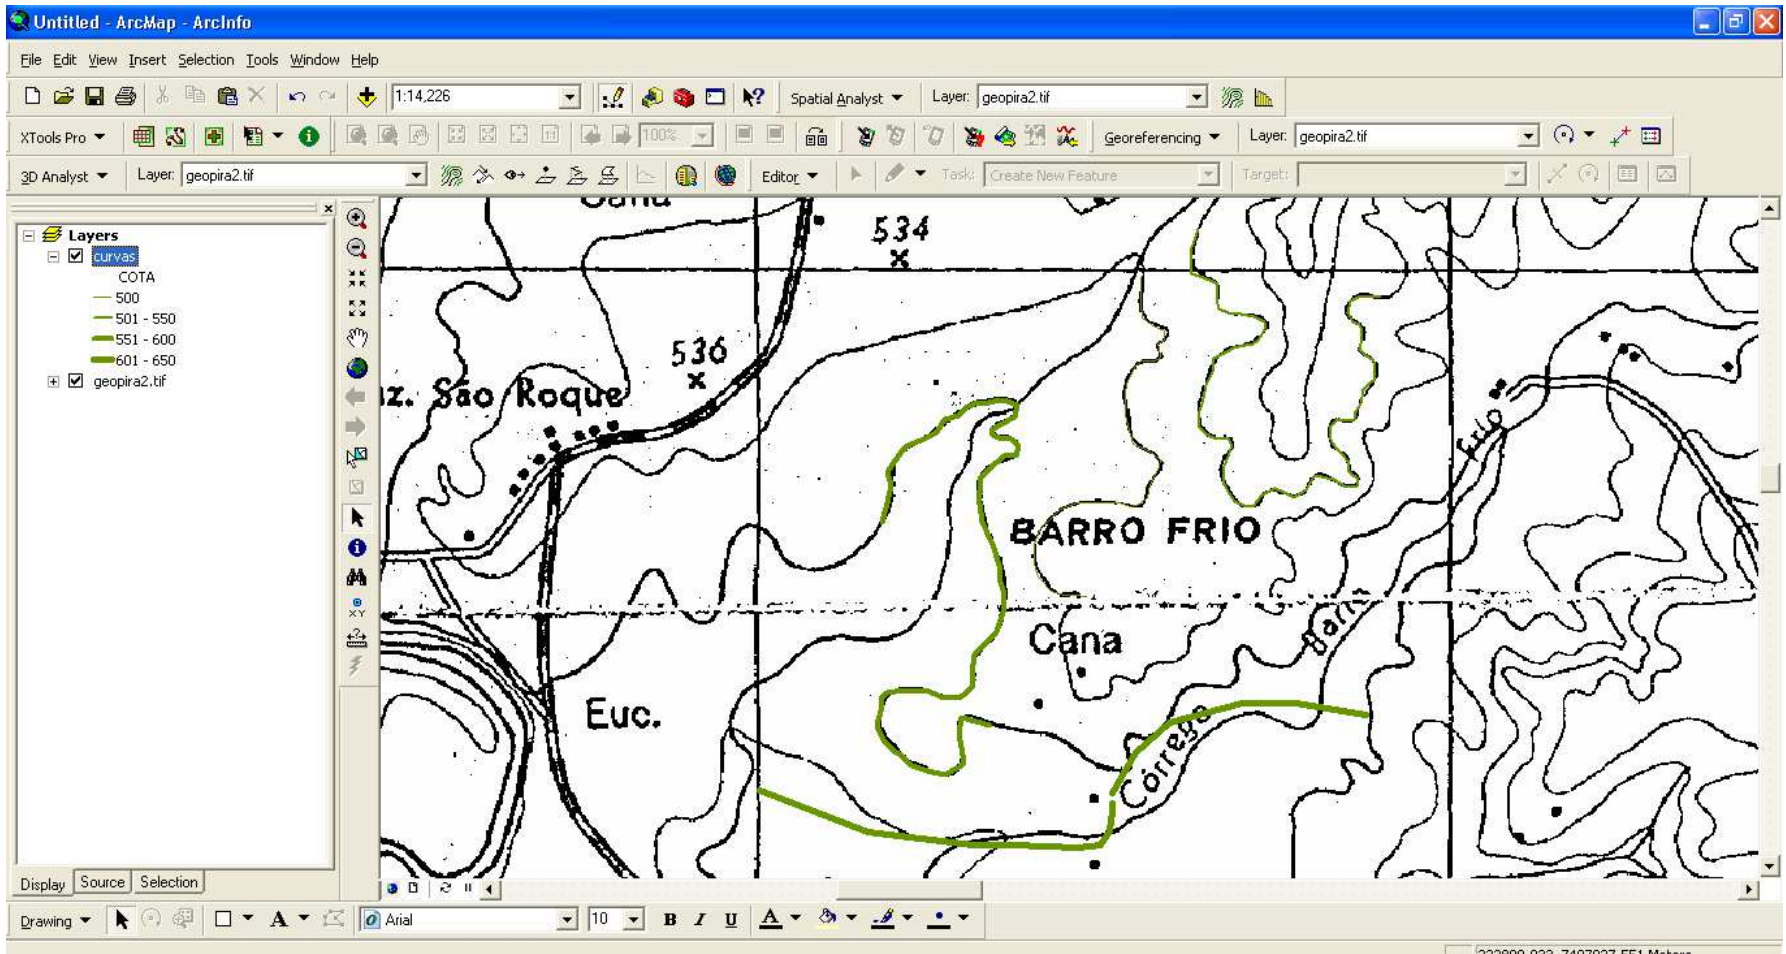 Untitled - ArcMap - ArcInfo
File Edit View Insert Selection Tools Window Help
1:14,226 Spatial Analyst Layer: geopira2.tif
XTools Pro 100% Georeferencing Layer: geopira2.tif
3D Analyst Layer: geopira2.tif Editor Task: Create New Feature Target:
Layers
curvas
COTA
500
501 - 550
551 - 600
601 - 650
geopira2.tif
534
536
z. São Roque
BARRO FRIO
Frio
Cana
Barro
Euc.
Córrego
Display Source Selection
Drawing Arial 10 B I U A